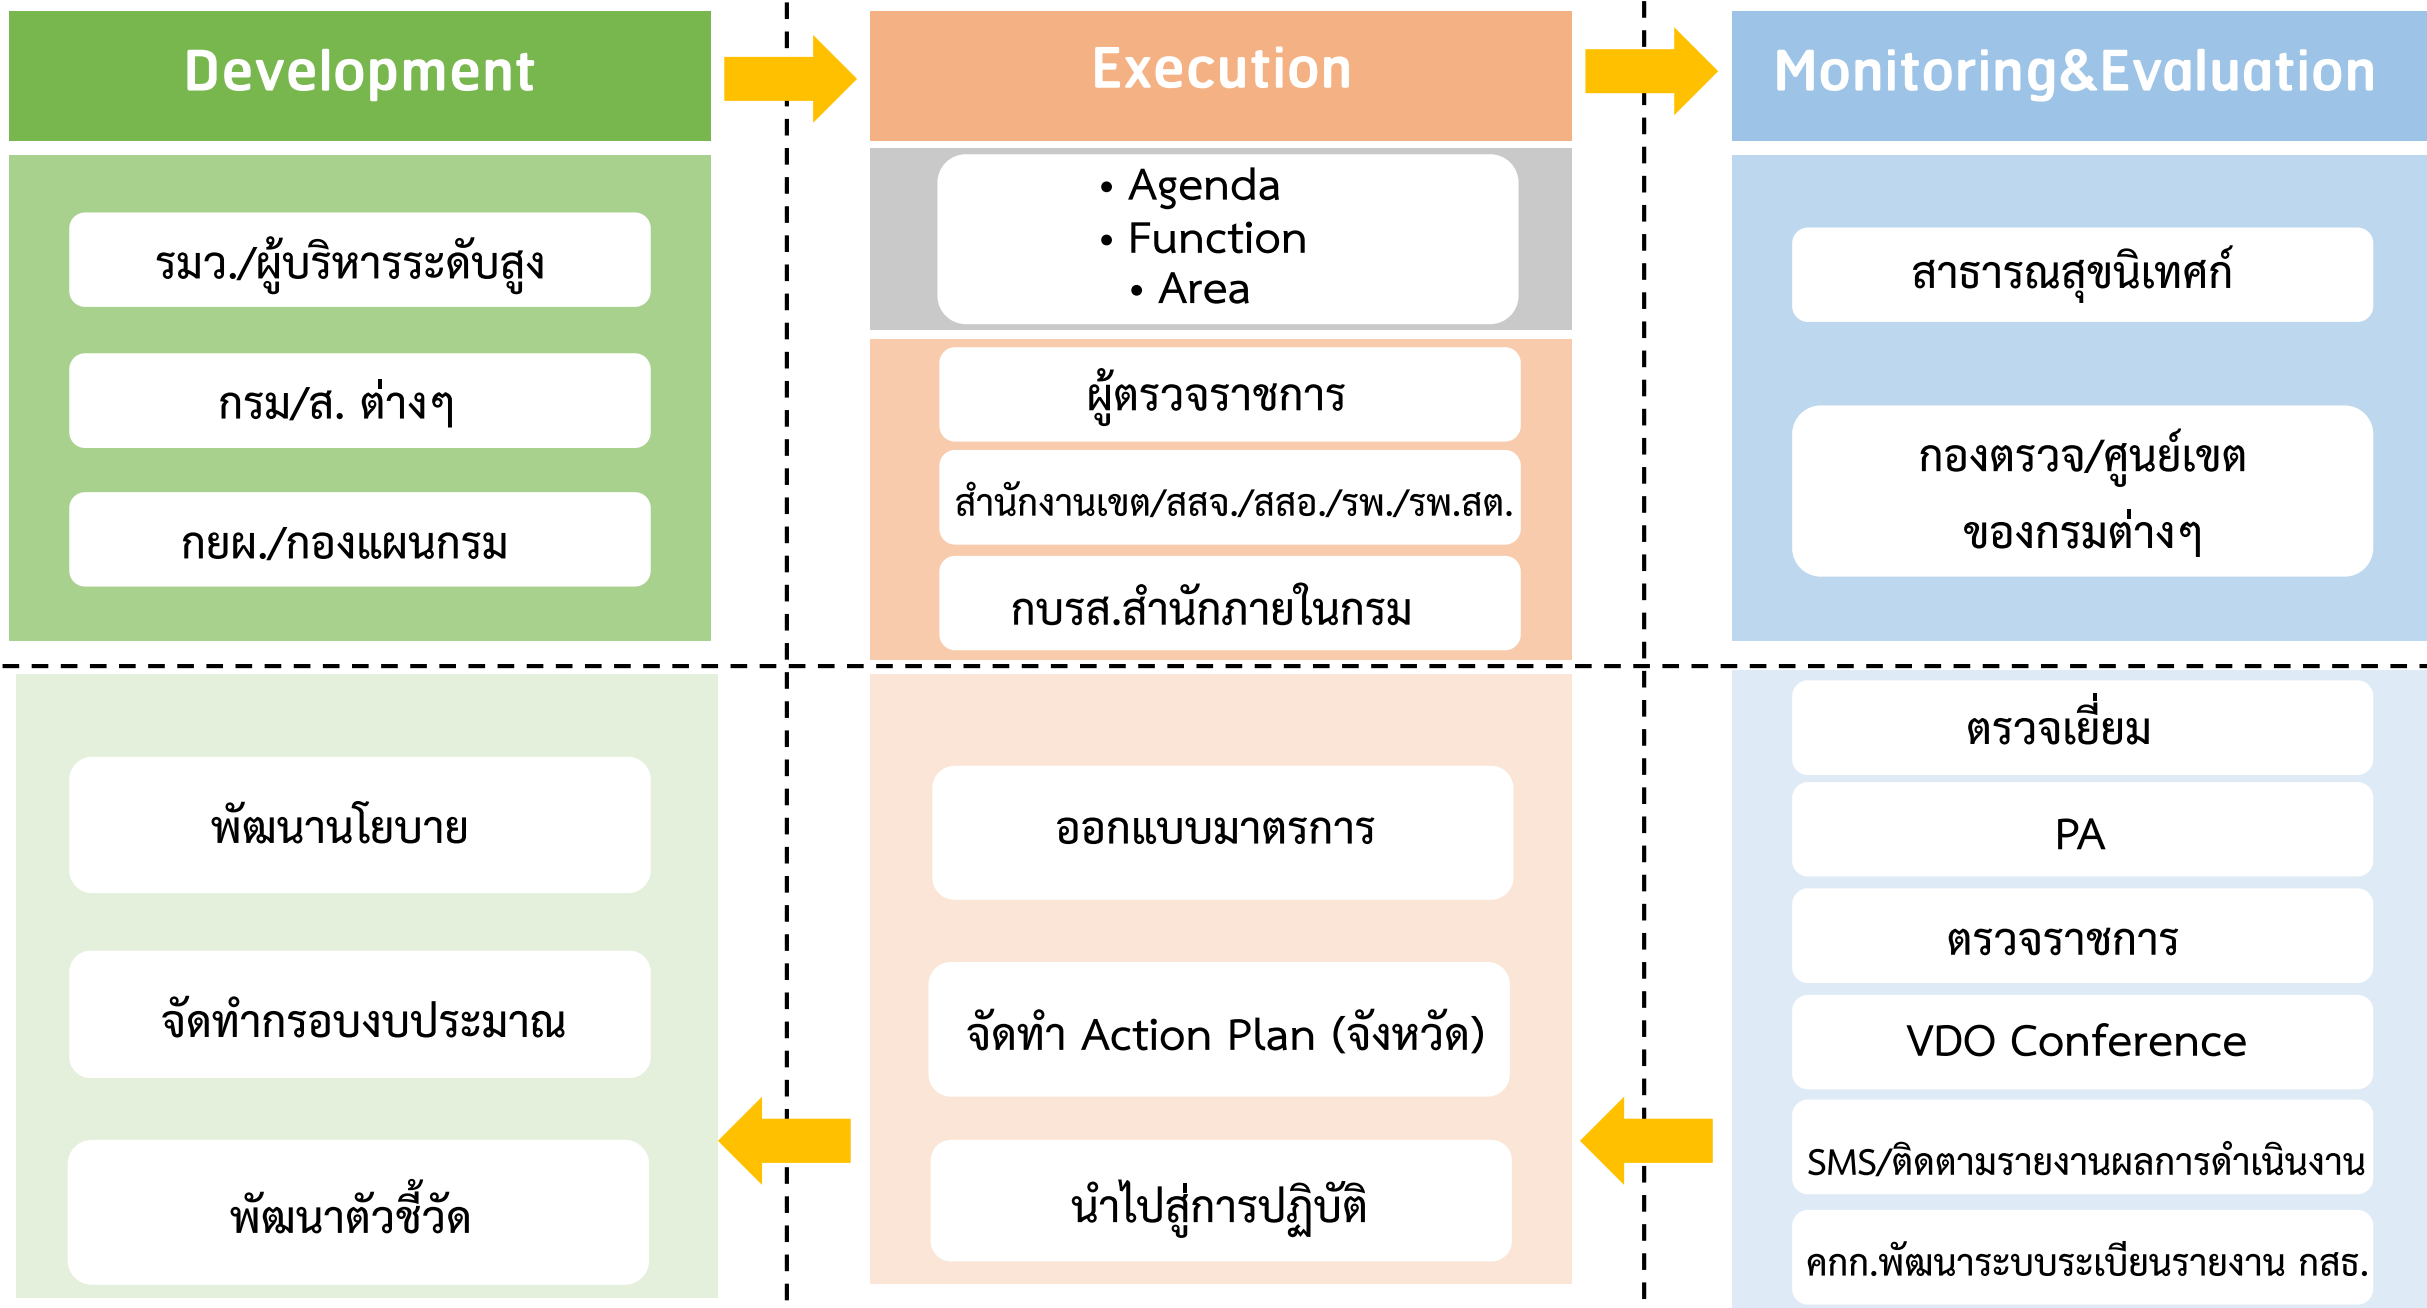 Development
Execution
Monitoring&Evaluation
รมว./ผู้บริหารระดับสูง
กรม/ส. ต่างๆ
กยผ./กองแผนกรม
• Agenda
• Function
• Area
ผู้ตรวจราชการ
สำนักงานเขต/สสจ./สสอ./รพ./รพ.สต.
กบรส.สำนักภายในกรม
สาธารณสุขนิเทศก์
กองตรวจ/ศูนย์เขต
ของกรมต่างๆ
พัฒนานโยบาย
จัดทำกรอบงบประมาณ
พัฒนาตัวชี้วัด
ออกแบบมาตรการ
จัดทำ Action Plan (จังหวัด)
นำไปสู่การปฏิบัติ
ตรวจเยี่ยม
PA
ตรวจราชการ
VDO Conference
SMS/ติดตามรายงานผลการดำเนินงาน
คกก.พัฒนาระบบระเบียนรายงาน กสธ.